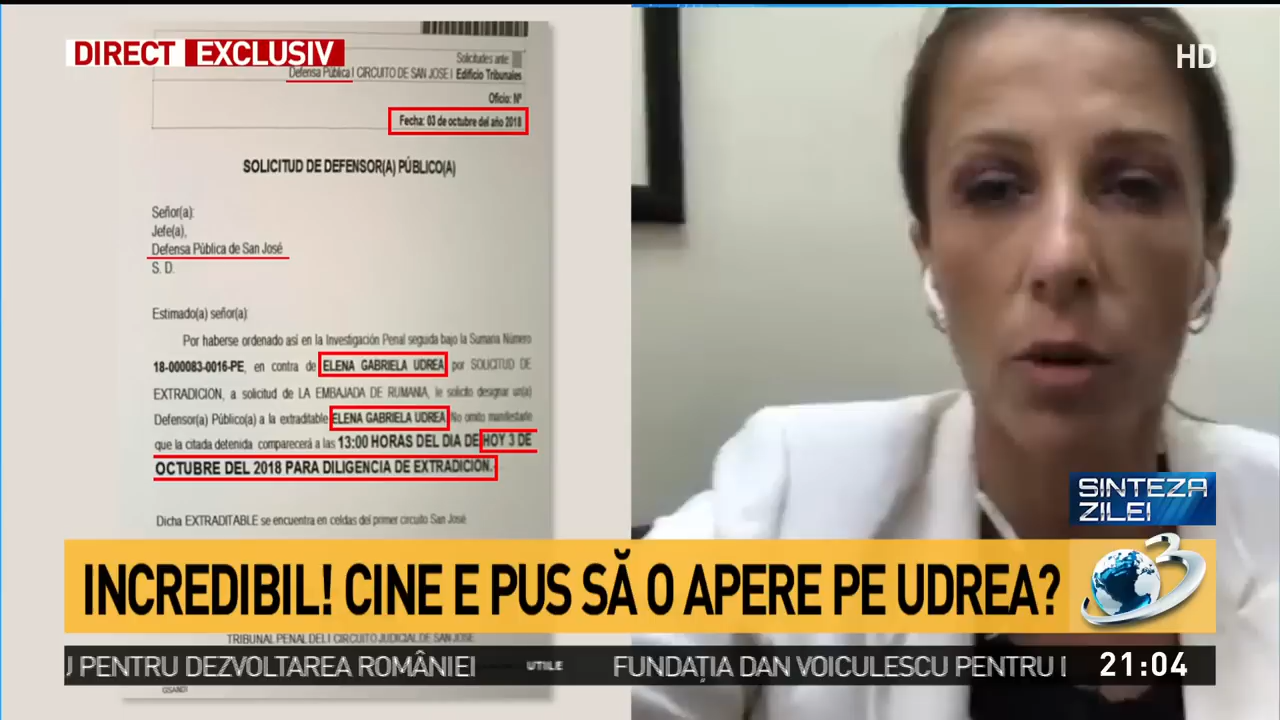 DIRECT EXCLUSIV
HD
Solicitudes ante
Defensa Pública I CIRCUITO DE SAN JOSE I Edificio Tribunales
Oficio: Nº
Fecha: 03 de octubre del año 2018
SOLICITUD DE DEFENSOR(A) PÚBLICO(A)
Señor(a):
Jefe(a),
Defensa Pública de San José
S. D.
Estimado(a) señor(a):
Por haberse ordenado así en la Investigación Penal seguida bajo la Sumaria Número
18-000083-0016-PE, en contra de ELENA GABRIELA UDREA por SOLICITUD DE
EXTRADICION, a solicitud de LA EMBAJADA DE RUMANIA, le solicito designar un(a)
Defensor(a) Público(a) a la extraditable ELENA GABRIELA UDREA No omito manifestarle
que la citada detenida comparecerá a las 13:00 HORAS DEL DIA DE HOY 3 DE
OCTUBRE DEL 2018 PARA DILIGENCIA DE EXTRADICIÓN.-
Dicha EXTRADITABLE se encuentra en celdas del primer circuito San José
SINTEZA
ZILEI
INCREDIBIL! CINE E PUS SĂ O APERE PE UDREA?
3
TRIBUNAL PENAL DEL I CIRCUITO JUDICIAL DE SAN JOSE
U PENTRU DEZVOLTAREA ROMÂNIEI UTILE FUNDAȚIA DAN VOICULESCU PENTRU D 21:04
OSANDI